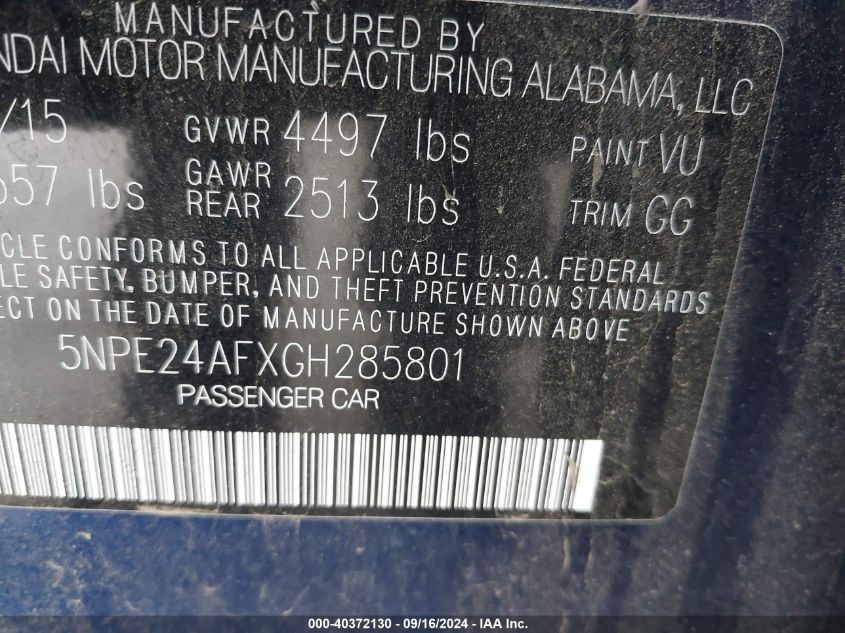 MANUFACTURED BY
NDAI MOTOR MANUFACTURING ALABAMA, LLC
/15 GVWR 4497 lbs PAINT VU
657 lbs GAWR REAR 2513 lbs TRIM GG
ICLE CONFORMS TO ALL APPLICABLE U.S.A. FEDERAL
LE SAFETY, BUMPER, AND THEFT PREVENTION STANDARDS
ECT ON THE DATE OF MANUFACTURE SHOWN ABOVE
5NPE24AFXGH285801
PASSENGER CAR
000-40372130 - 09/16/2024 - IAA Inc.